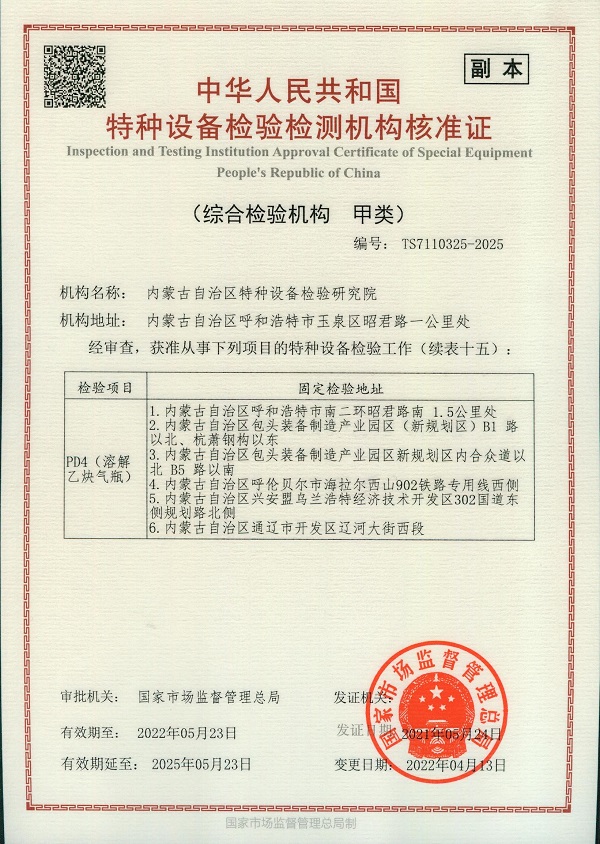 副 本
中华人民共和国
特种设备检验检测机构核准证
Inspection and Testing Institution Approval Certificate of Special Equipment
People's Republic of China
（综合检验机构　甲类）
编号： TS7110325-2025
机构名称： 内蒙古自治区特种设备检验研究院
机构地址： 内蒙古自治区呼和浩特市玉泉区昭君路一公里处
经审查，获准从事下列项目的特种设备检验工作（续表十五）：
检验项目 固定检验地址
PD4（溶解
乙炔气瓶）
1.内蒙古自治区呼和浩特市南二环昭君路南 1.5公里处
2.内蒙古自治区包头装备制造产业园区（新规划区）B1 路
以北、杭萧钢构以东
3.内蒙古自治区包头装备制造产业园区新规划区内合众道以
北 B5 路以南
4.内蒙古自治区呼伦贝尔市海拉尔西山902铁路专用线西侧
5.内蒙古自治区兴安盟乌兰浩特经济技术开发区302国道东
侧规划路北侧
6.内蒙古自治区通辽市开发区辽河大街西段
审批机关： 国家市场监督管理总局 发证机关：
国家市场监督管理总局
有效期至： 2022年05月23日 发证日期 2021年05月21日
有效期延至： 2025年05月23日 变更日期： 2022年04月13日
国家市场监督管理总局制